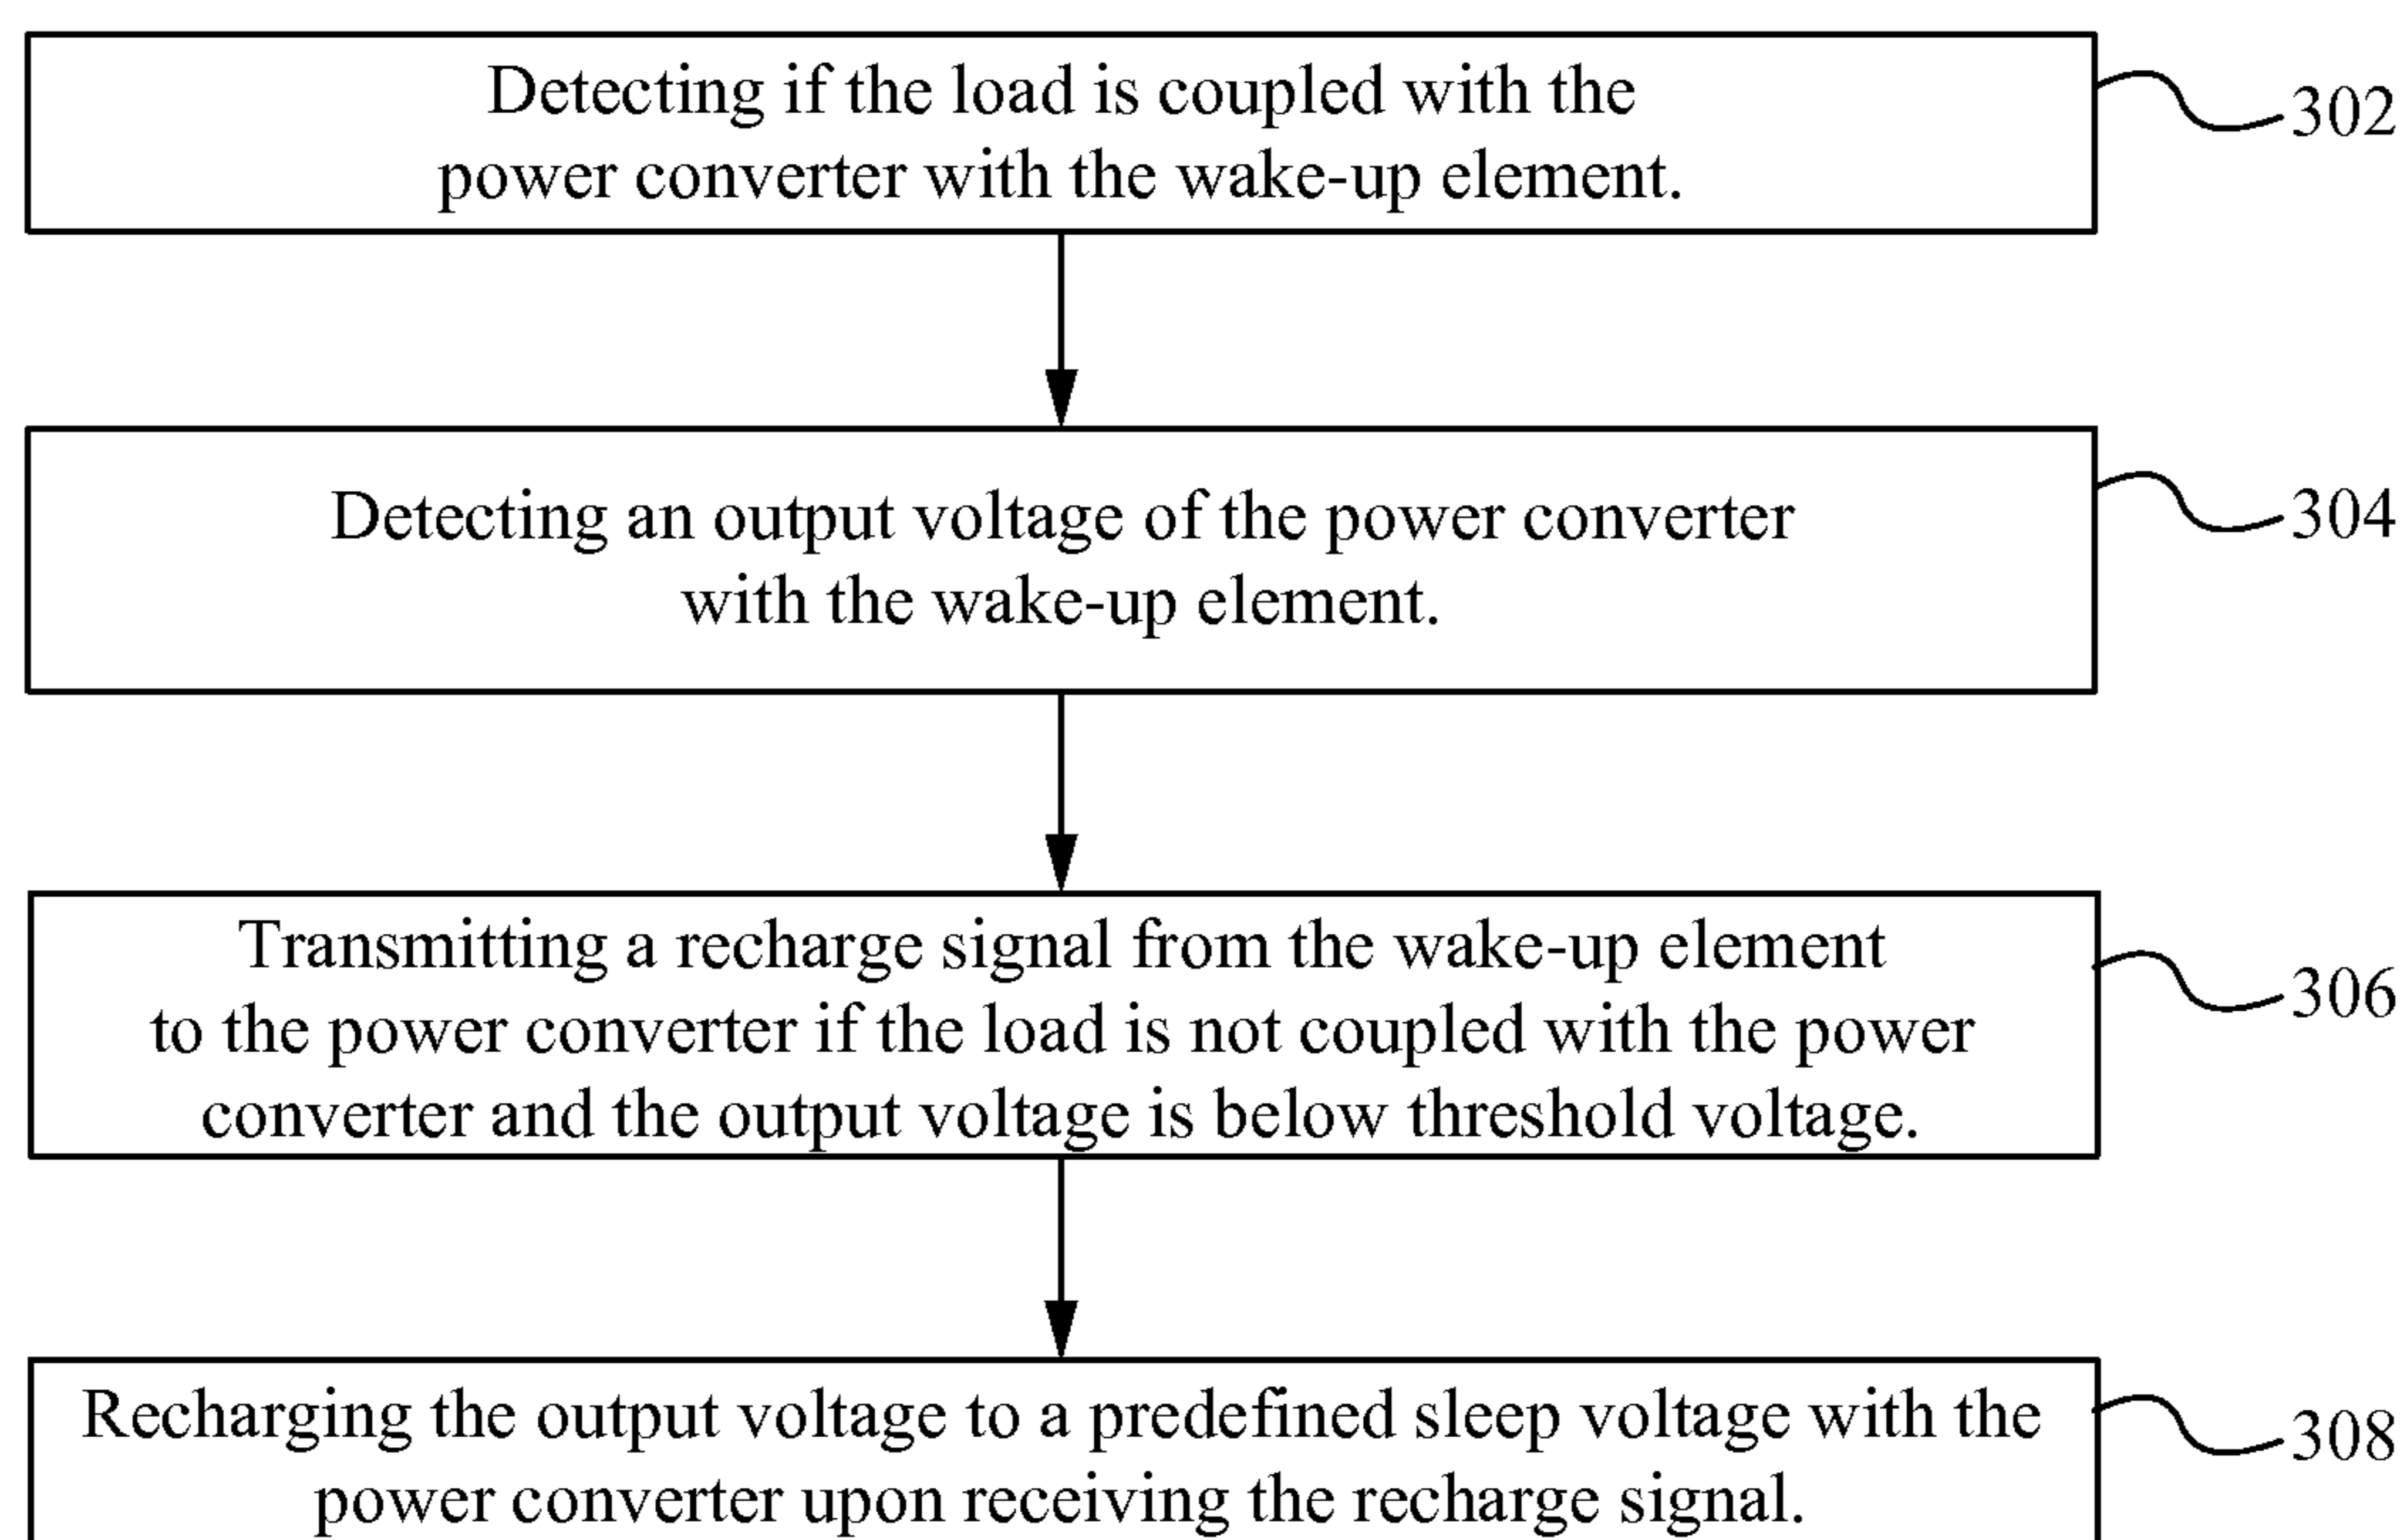 Detecting if the load is coupled with the
power converter with the wake-up element.
302
Detecting an output voltage of the power converter
with the wake-up element.
304
Transmitting a recharge signal from the wake-up element
to the power converter if the load is not coupled with the power
converter and the output voltage is below threshold voltage.
306
Recharging the output voltage to a predefined sleep voltage with the
power converter upon receiving the recharge signal.
308